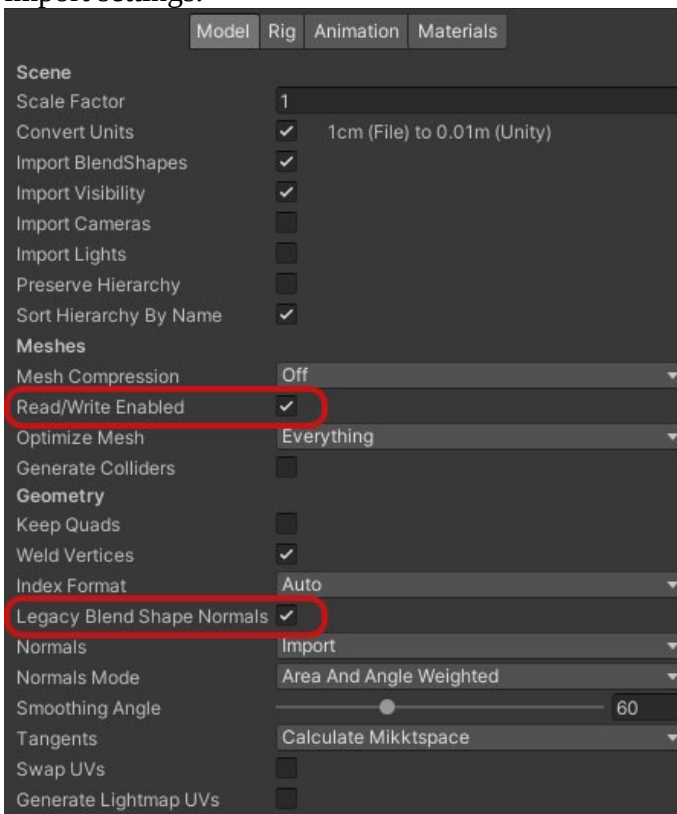 import settings.
Model Rig Animation Materials
Scene
Scale Factor 1
Convert Units 1cm (File) to 0.01m (Unity)
Import BlendShapes
Import Visibility
Import Cameras
Import Lights
Preserve Hierarchy
Sort Hierarchy By Name
Meshes
Mesh Compression Off
Read/Write Enabled
Optimize Mesh Everything
Generate Colliders
Geometry
Keep Quads
Weld Vertices
Index Format Auto
Legacy Blend Shape Normals
Normals Import
Normals Mode Area And Angle Weighted
Smoothing Angle 60
Tangents Calculate Mikktspace
Swap UVs
Generate Lightmap UVs